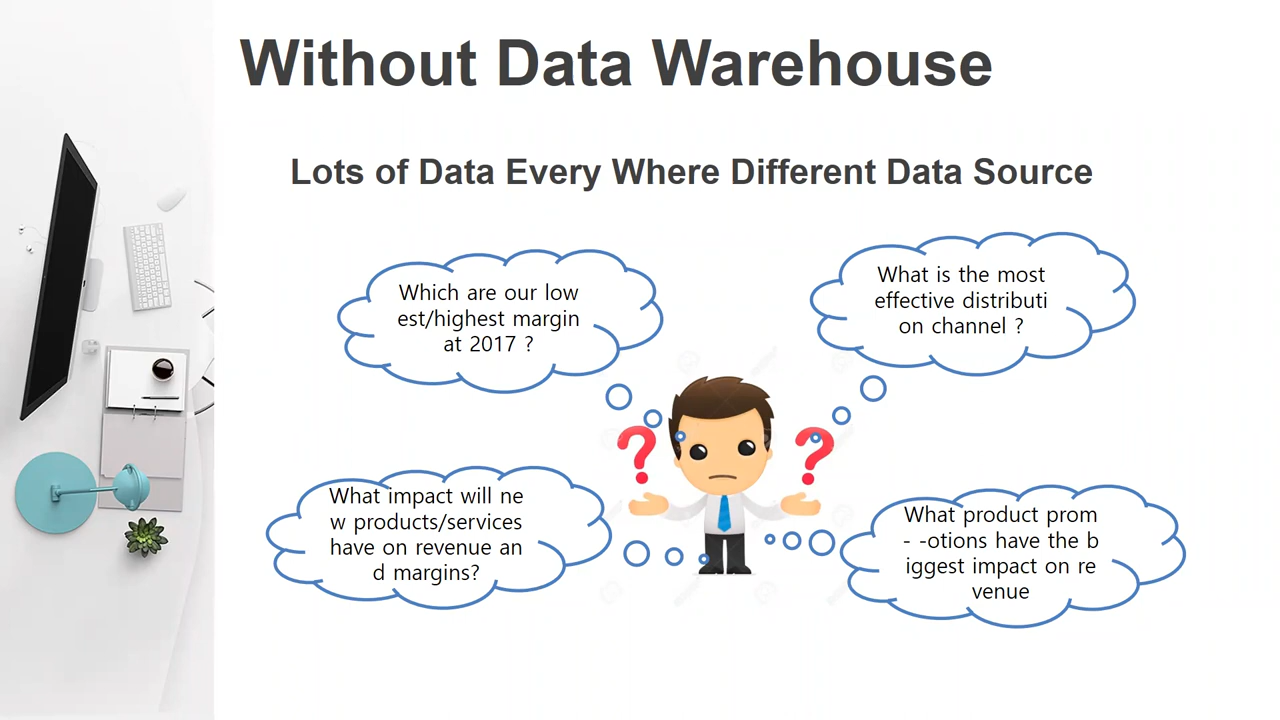 Without Data Warehouse
Lots of Data Every Where Different Data Source
Which are our low
est/highest margin
at 2017 ?
What is the most
effective distributi
on channel ?
What impact will ne
w products/services
have on revenue an
d margins?
What product prom
- -otions have the b
iggest impact on re
venue
? ?